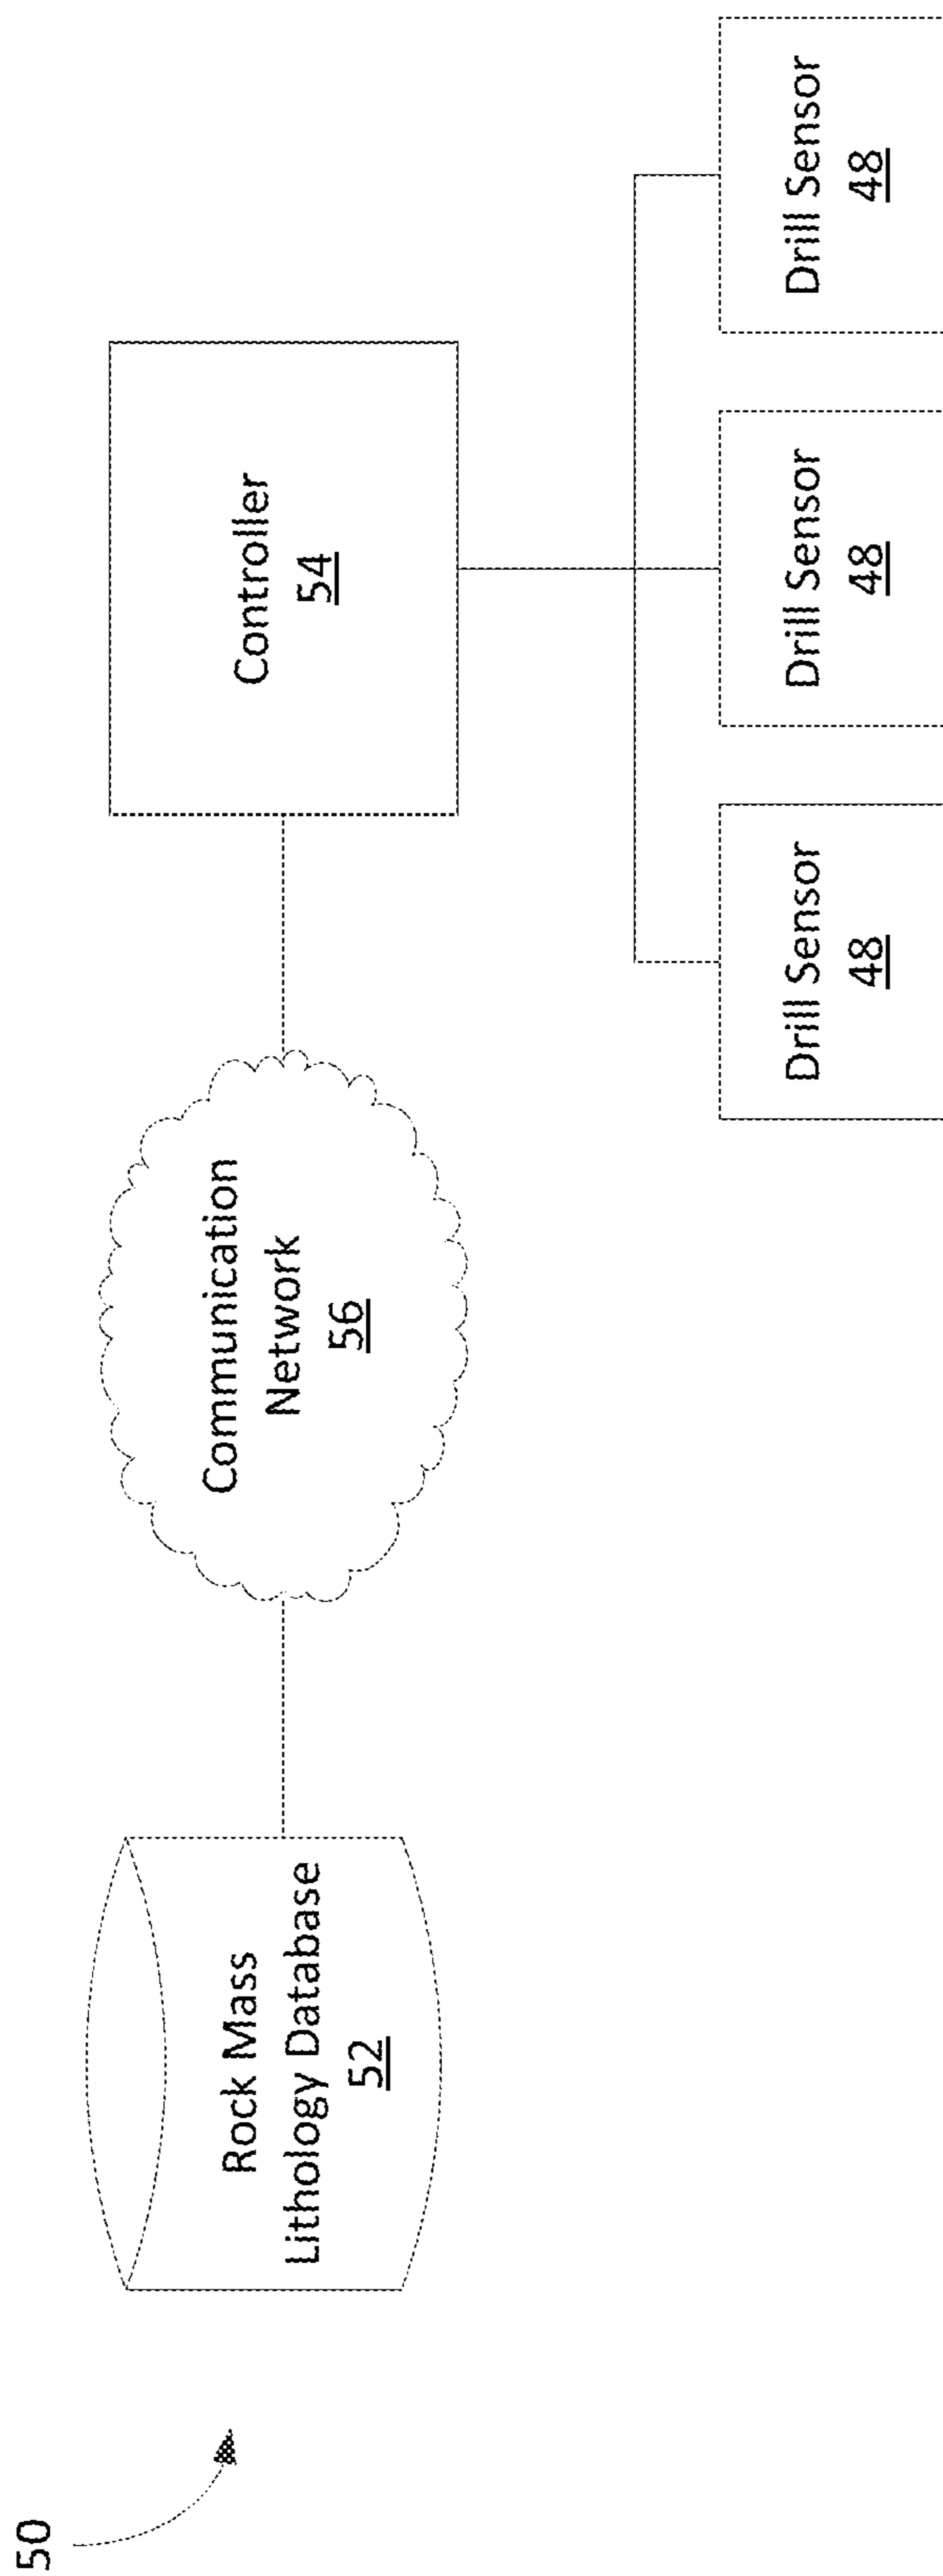 50
Rock Mass
Lithology Database
52
Communication
Network
56
Controller
54
Drill Sensor
48
Drill Sensor
48
Drill Sensor
48